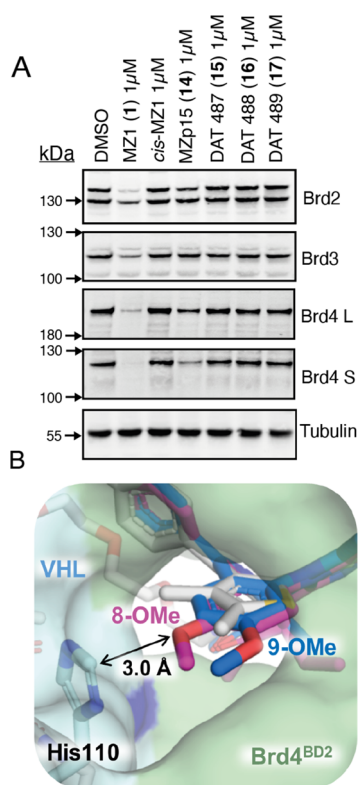 A
kDa
DMSO
MZ1 (1) 1μM
cis-MZ1 1μM
MZp15 (14) 1μM
DAT 487 (15) 1μM
DAT 488 (16) 1μM
DAT 489 (17) 1μM
130
Brd2
130
Brd3
100
Brd4 L
180
130
Brd4 S
100
55
Tubulin
B
VHL
8-OMe
9-OMe
3.0 Å
His110
Brd4BD2